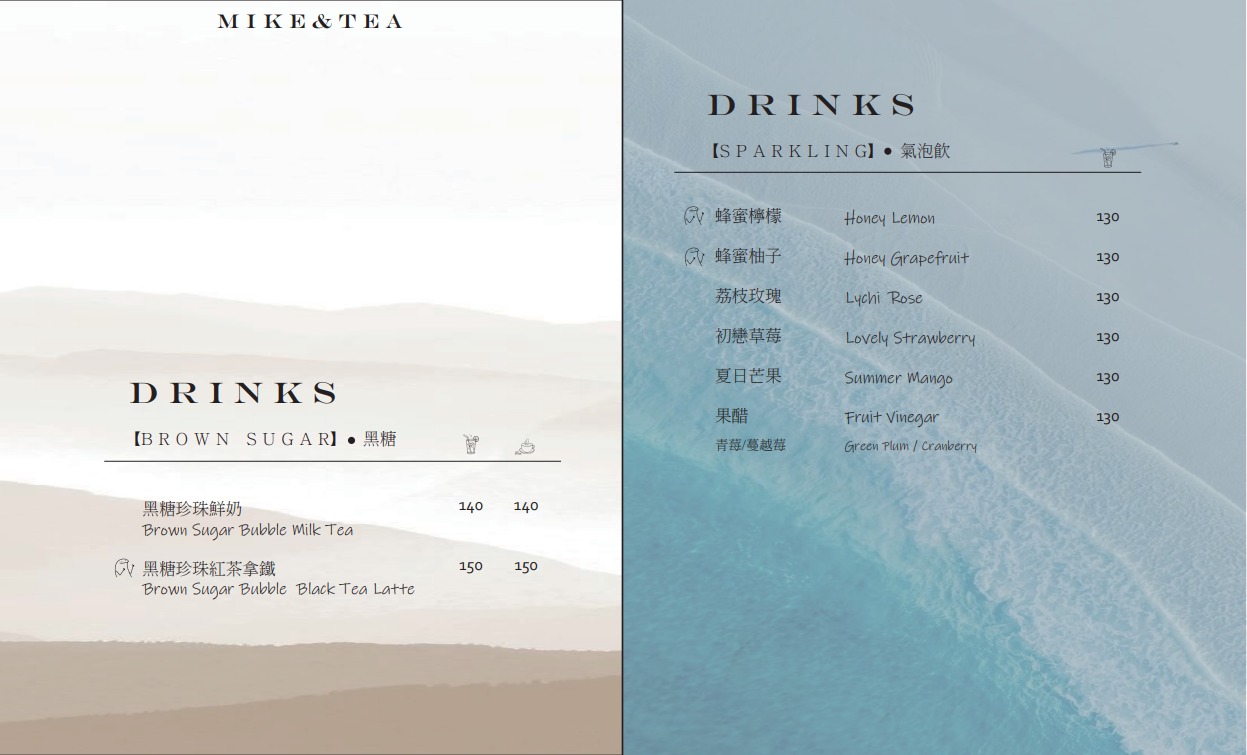 MIKE&TEA
DRINKS
【BROWN SUGAR】● 黑糖
黑糖珍珠鮮奶 140 140
Brown Sugar Bubble Milk Tea
黑糖珍珠紅茶拿鐵 150 150
Brown Sugar Bubble Black Tea Latte
DRINKS
【SPARKLING】● 氣泡飲
蜂蜜檸檬 Honey Lemon 130
蜂蜜柚子 Honey Grapefruit 130
荔枝玫瑰 Lychi Rose 130
初戀草莓 Lovely Strawberry 130
夏日芒果 Summer Mango 130
果醋 Fruit Vinegar 130
青莓/蔓越莓 Green Plum / Cranberry